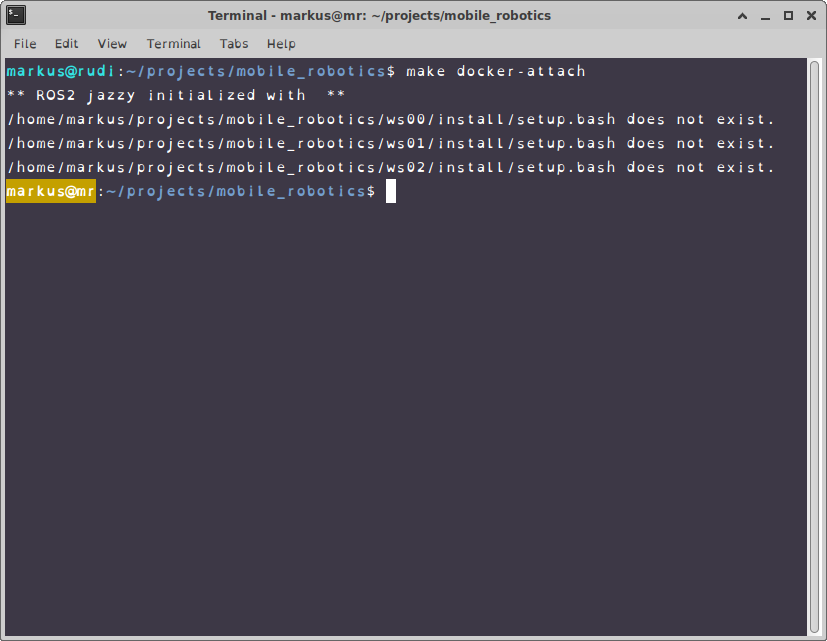 Terminal - markus@mr: ~/projects/mobile_robotics
File Edit View Terminal Tabs Help
markus@rudi:~/projects/mobile_robotics$ make docker-attach
** ROS2 jazzy initialized with  **
/home/markus/projects/mobile_robotics/ws00/install/setup.bash does not exist.
/home/markus/projects/mobile_robotics/ws01/install/setup.bash does not exist.
/home/markus/projects/mobile_robotics/ws02/install/setup.bash does not exist.
markus@mr:~/projects/mobile_robotics$